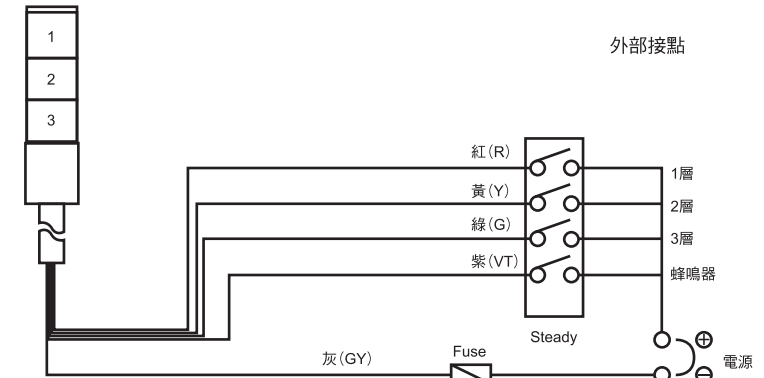 外部接點
1
2
3
紅(R)
1層
黃(Y)
2層
綠(G)
3層
紫(VT)
蜂鳴器
Steady
灰(GY)
Fuse
電源